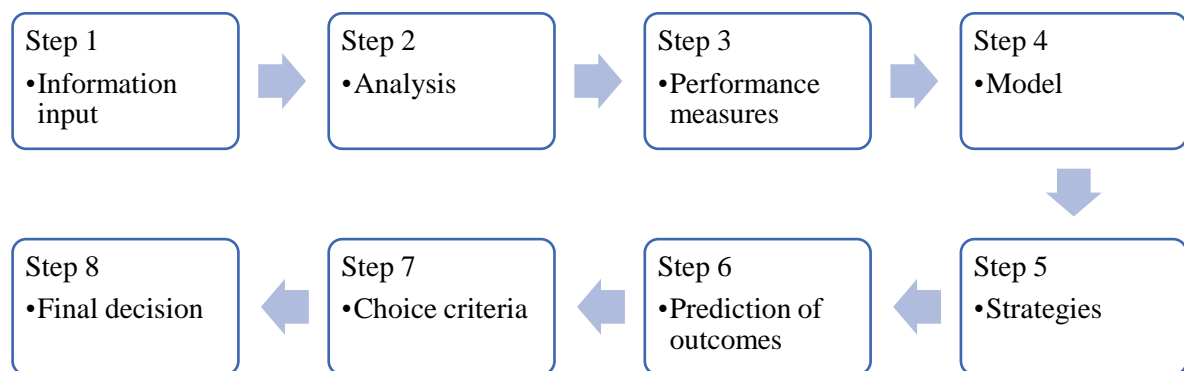 Step 1
•Information
input
Step 2
•Analysis
Step 3
•Performance
measures
Step 4
•Model
Step 5
•Strategies
Step 6
•Prediction of
outcomes
Step 7
•Choice criteria
Step 8
•Final decision